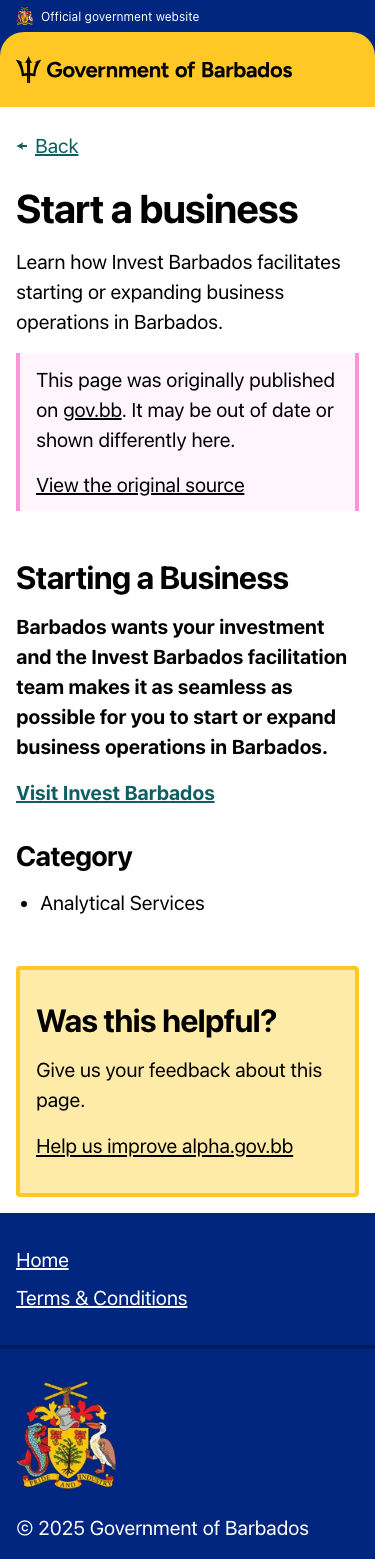 Official government website
Government of Barbados
Back
Start a business
Learn how Invest Barbados facilitates
starting or expanding business
operations in Barbados.
This page was originally published
on gov.bb. It may be out of date or
shown differently here.
View the original source
Starting a Business
Barbados wants your investment
and the Invest Barbados facilitation
team makes it as seamless as
possible for you to start or expand
business operations in Barbados.
Visit Invest Barbados
Category
• Analytical Services
Was this helpful?
Give us your feedback about this
page.
Help us improve alpha.gov.bb
Home
Terms & Conditions
PRIDE AND INDUSTRY
© 2025 Government of Barbados